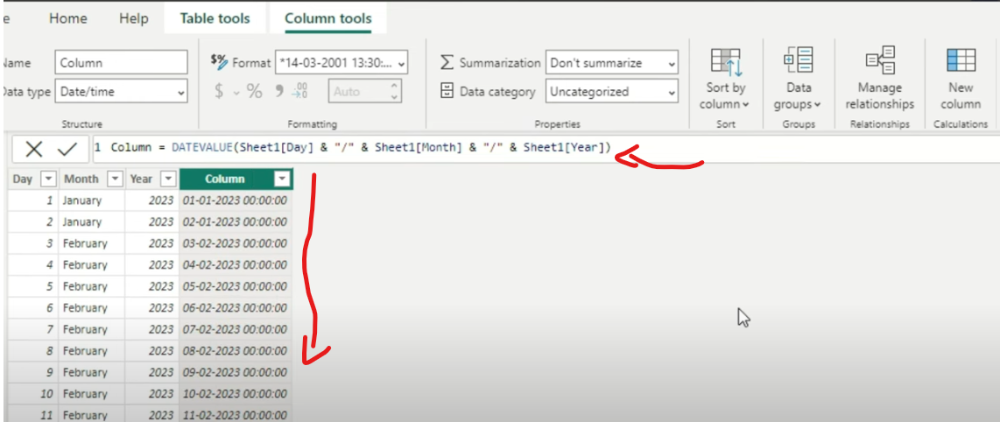 Home Help Table tools Column tools
Name Column $% Format *14-03-2001 13:30:... Summarization Don't summarize Sort by column Data groups Manage relationships New column
Data type Date/time $ % 9 .00 →0 Auto Data category Uncategorized
Structure Formatting Properties Sort Groups Relationships Calculations
1 Column = DATEVALUE(Sheet1[Day] & "/" & Sheet1[Month] & "/" & Sheet1[Year])
Day Month Year Column
1 January 2023 01-01-2023 00:00:00
2 January 2023 02-01-2023 00:00:00
3 February 2023 03-02-2023 00:00:00
4 February 2023 04-02-2023 00:00:00
5 February 2023 05-02-2023 00:00:00
6 February 2023 06-02-2023 00:00:00
7 February 2023 07-02-2023 00:00:00
8 February 2023 08-02-2023 00:00:00
9 February 2023 09-02-2023 00:00:00
10 February 2023 10-02-2023 00:00:00
11 February 2023 11-02-2023 00:00:00